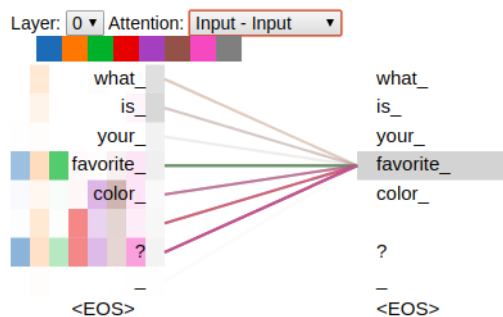 Layer: 0 Attention: Input - Input
what_ what_
is_ is_
your_ your_
favorite_ favorite_
color_ color_
? ?
_ _
<EOS> <EOS>